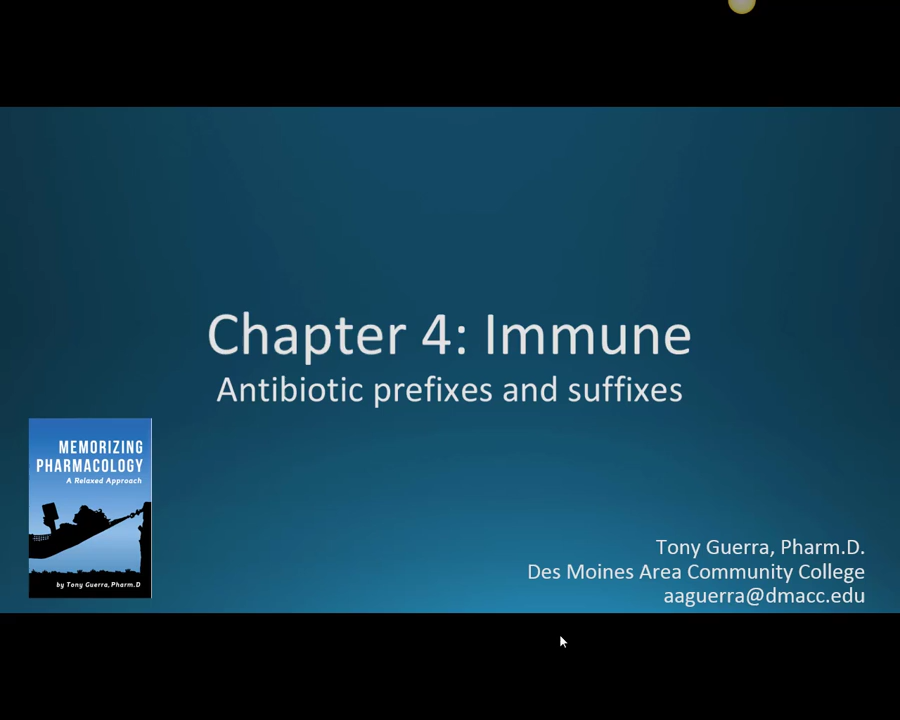 Chapter 4: Immune
Antibiotic prefixes and suffixes
MEMORIZING
PHARMACOLOGY
A Relaxed Approach
by Tony Guerra, Pharm.D
Tony Guerra, Pharm.D.
Des Moines Area Community College
aaguerra@dmacc.edu